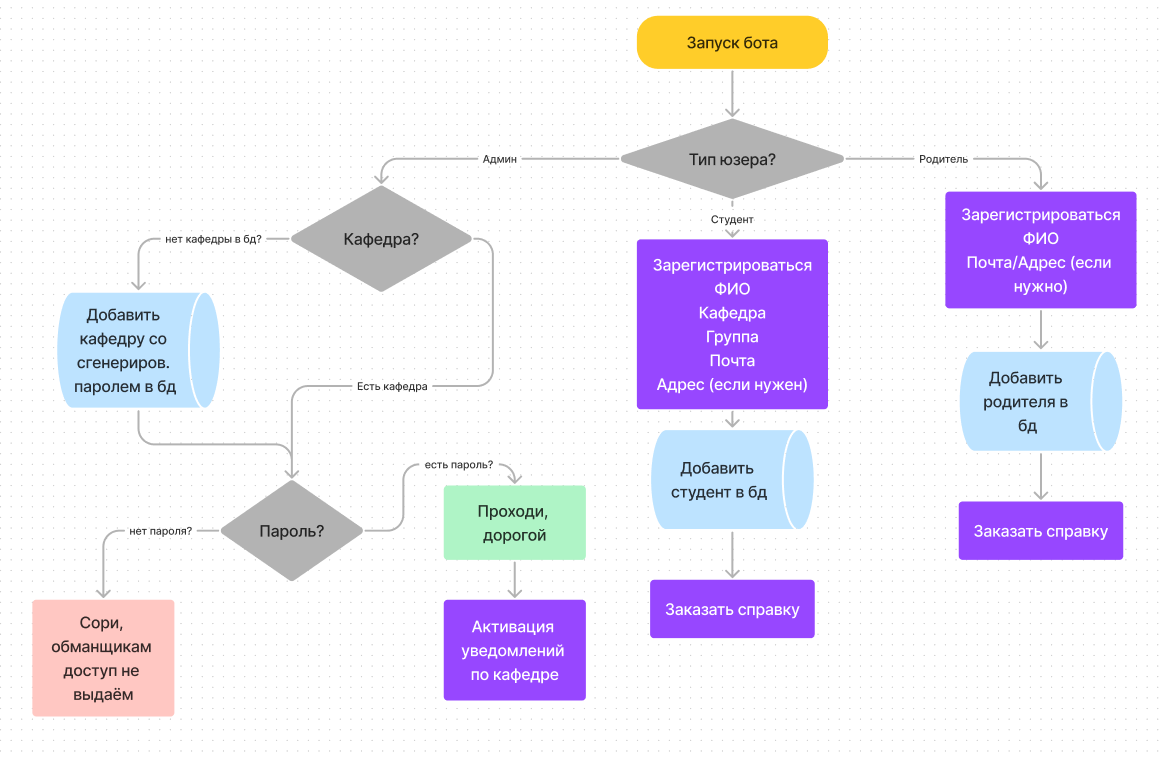 Запуск бота
Тип юзера?
Админ
Родитель
Студент
Кафедра?
нет кафедры в бд?
Есть кафедра
Добавить
кафедру со
сгенериров.
паролем в бд
Пароль?
нет пароля?
есть пароль?
Сори,
обманщикам
доступ не
выдаём
Проходи,
дорогой
Активация
уведомлений
по кафедре
Зарегистрироваться
ФИО
Кафедра
Группа
Почта
Адрес (если нужен)
Добавить
студент в бд
Заказать справку
Зарегистрироваться
ФИО
Почта/Адрес (если
нужно)
Добавить
родителя в
бд
Заказать справку